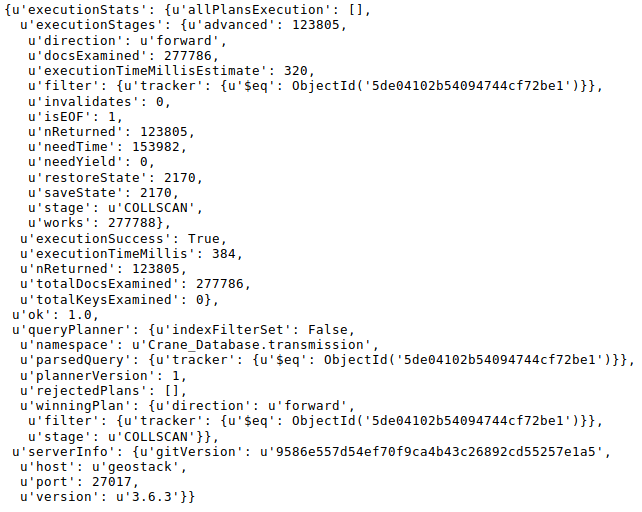 {u'executionStats': {u'allPlansExecution': [],
u'executionStages': {u'advanced': 123805,
u'direction': u'forward',
u'docsExamined': 277786,
u'executionTimeMillisEstimate': 320,
u'filter': {u'tracker': {u'$eq': ObjectId('5de04102b54094744cf72be1')}},
u'invalidates': 0,
u'isEOF': 1,
u'nReturned': 123805,
u'needTime': 153982,
u'needYield': 0,
u'restoreState': 2170,
u'saveState': 2170,
u'stage': u'COLLSCAN',
u'works': 277788},
u'executionSuccess': True,
u'executionTimeMillis': 384,
u'nReturned': 123805,
u'totalDocsExamined': 277786,
u'totalKeysExamined': 0},
u'ok': 1.0,
u'queryPlanner': {u'indexFilterSet': False,
u'namespace': u'Crane_Database.transmission',
u'parsedQuery': {u'tracker': {u'$eq': ObjectId('5de04102b54094744cf72be1')}},
u'plannerVersion': 1,
u'rejectedPlans': [],
u'winningPlan': {u'direction': u'forward',
u'filter': {u'tracker': {u'$eq': ObjectId('5de04102b54094744cf72be1')}},
u'stage': u'COLLSCAN'}},
u'serverInfo': {u'gitVersion': u'9586e557d54ef70f9ca4b43c26892cd55257e1a5',
u'host': u'geostack',
u'port': 27017,
u'version': u'3.6.3'}}